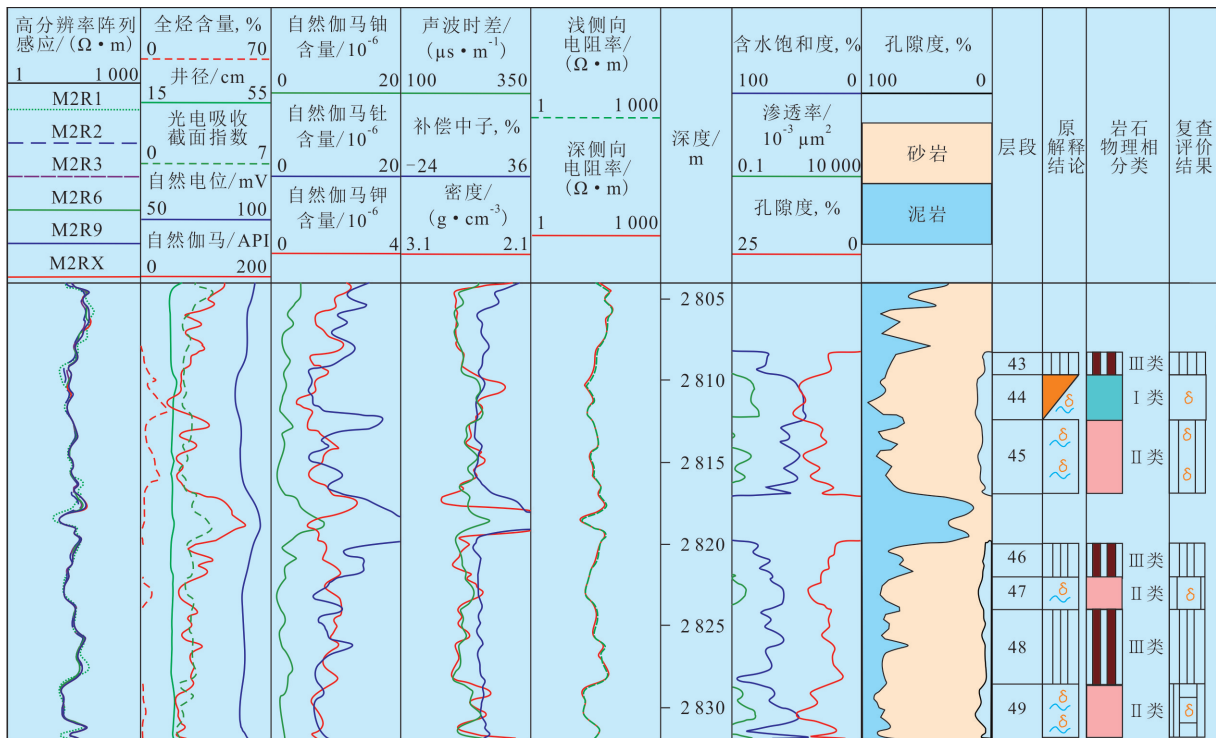 高分辨率阵列
感应/(Ω·m)
1 1 000
M2R1
M2R2
M2R3
M2R6
M2R9
M2RX
全烃含量, %
0 70
井径/cm
15 55
光电吸收
截面指数
0 7
自然电位/mV
50 100
自然伽马/API
0 200
自然伽马铀
含量/10⁻⁶
0 20
自然伽马钍
含量/10⁻⁶
0 20
自然伽马钾
含量/10⁻⁶
0 4
声波时差/
(μs·m⁻¹)
100 350
补偿中子, %
−24 36
密度/
(g·cm⁻³)
3.1 2.1
浅侧向
电阻率/
(Ω·m)
1 1 000
深侧向
电阻率/
(Ω·m)
1 1 000
深度/
m
含水饱和度, %
100 0
渗透率/
10⁻³ μm²
0.1 10 000
孔隙度, %
25 0
孔隙度, %
100 0
砂岩
泥岩
层段
原
解释
结论
岩石
物理相
分类
复查
评价
结果
2 805
2 810
2 815
2 820
2 825
2 830
43 Ⅲ类
44 δ Ⅰ类 δ
45 δ δ Ⅱ类 δ δ
46 Ⅲ类
47 δ Ⅱ类 δ
48 Ⅲ类
49 δ δ Ⅱ类 δ